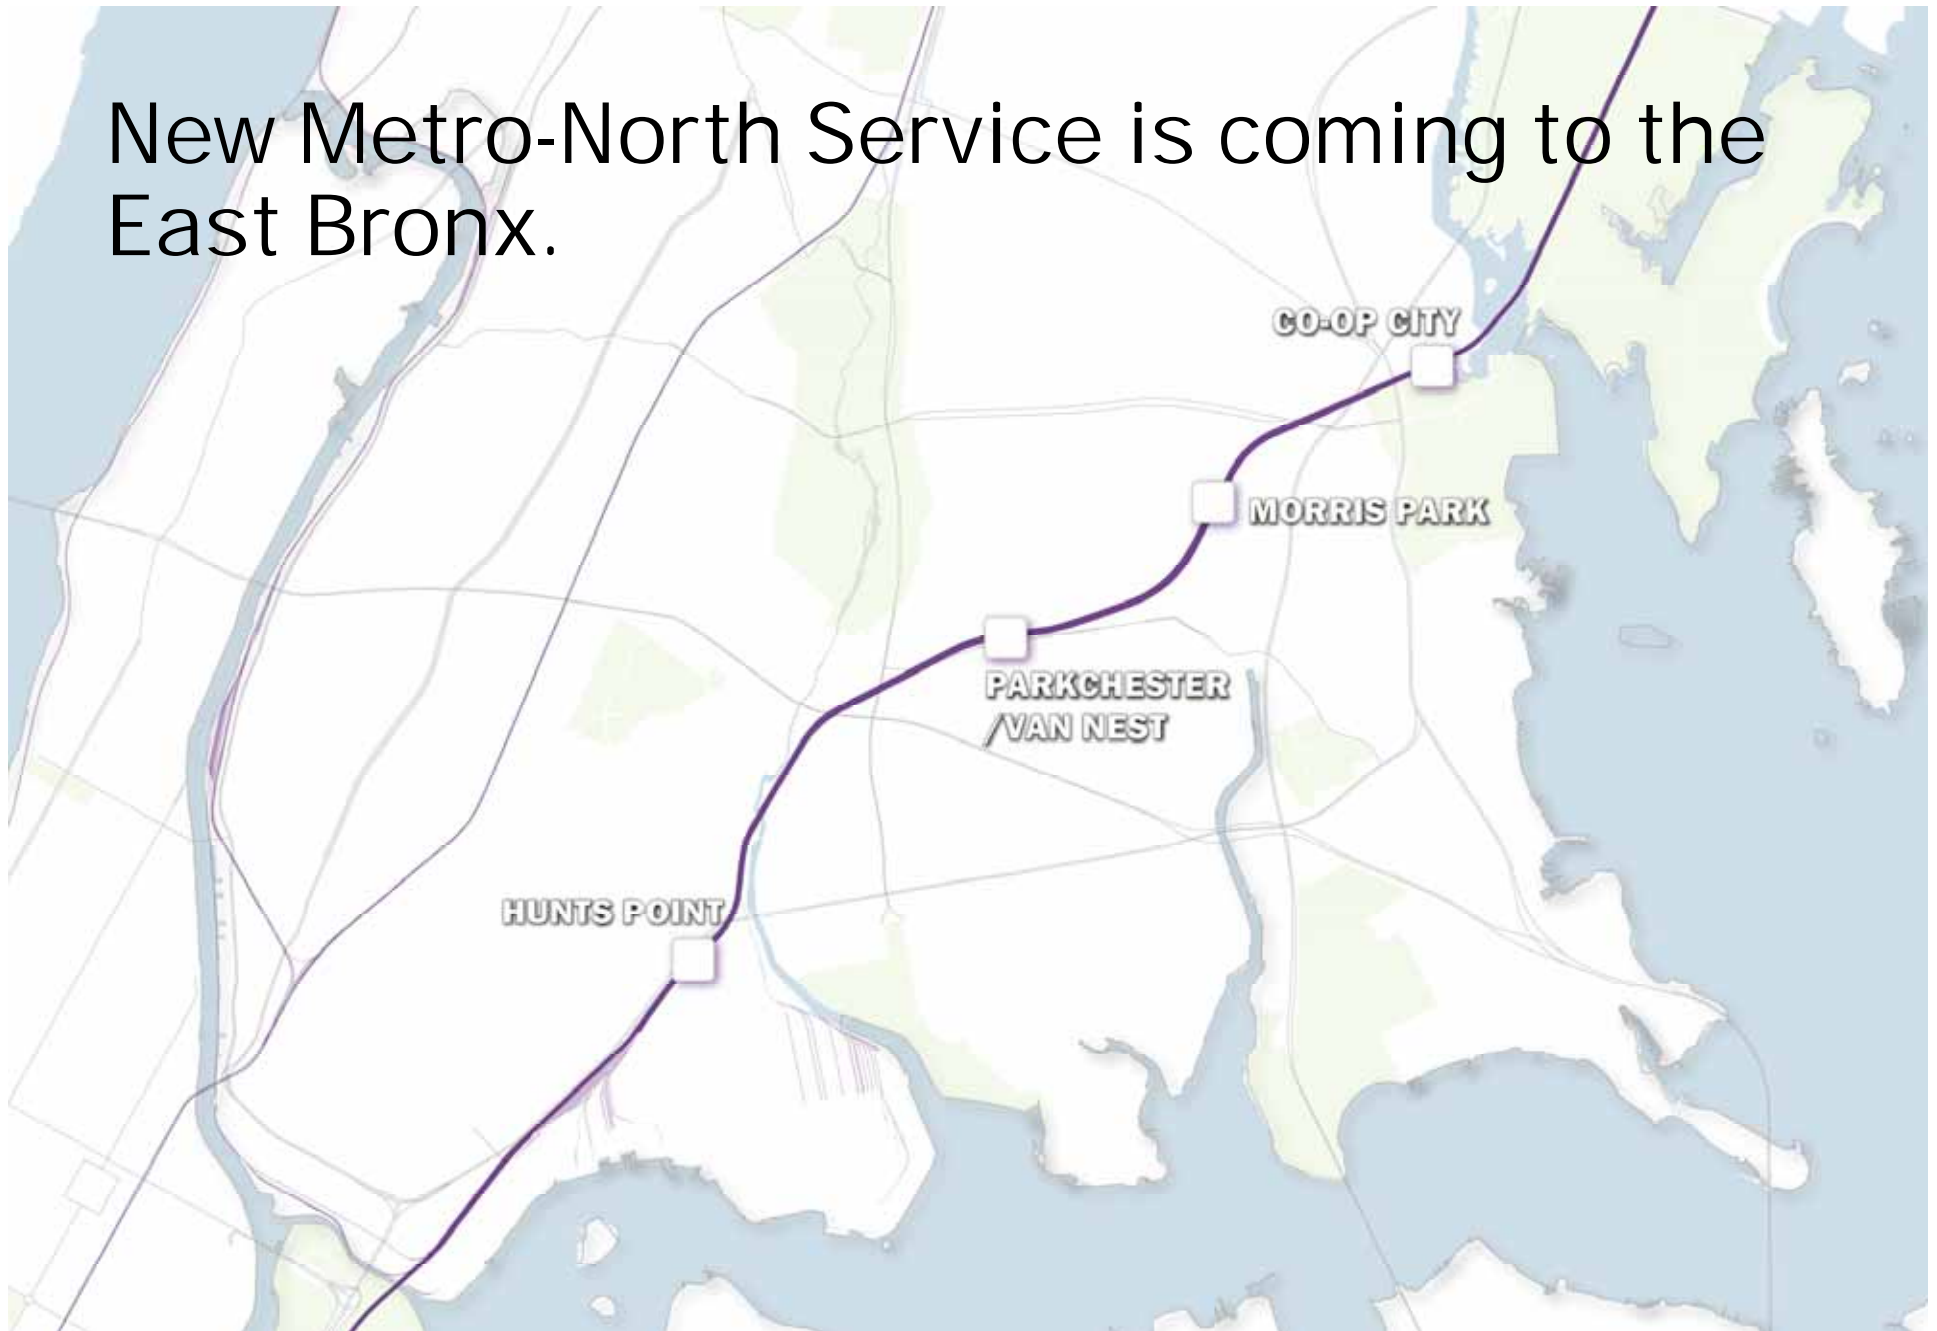 New Metro-North Service is coming to the
East Bronx.
CO-OP CITY
MORRIS PARK
PARKCHESTER
/VAN NEST
HUNTS POINT